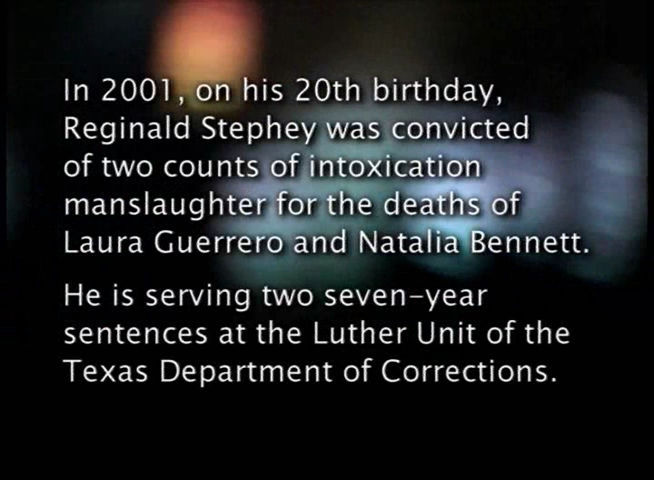 In 2001, on his 20th birthday,
Reginald Stephey was convicted
of two counts of intoxication
manslaughter for the deaths of
Laura Guerrero and Natalia Bennett.
He is serving two seven-year
sentences at the Luther Unit of the
Texas Department of Corrections.